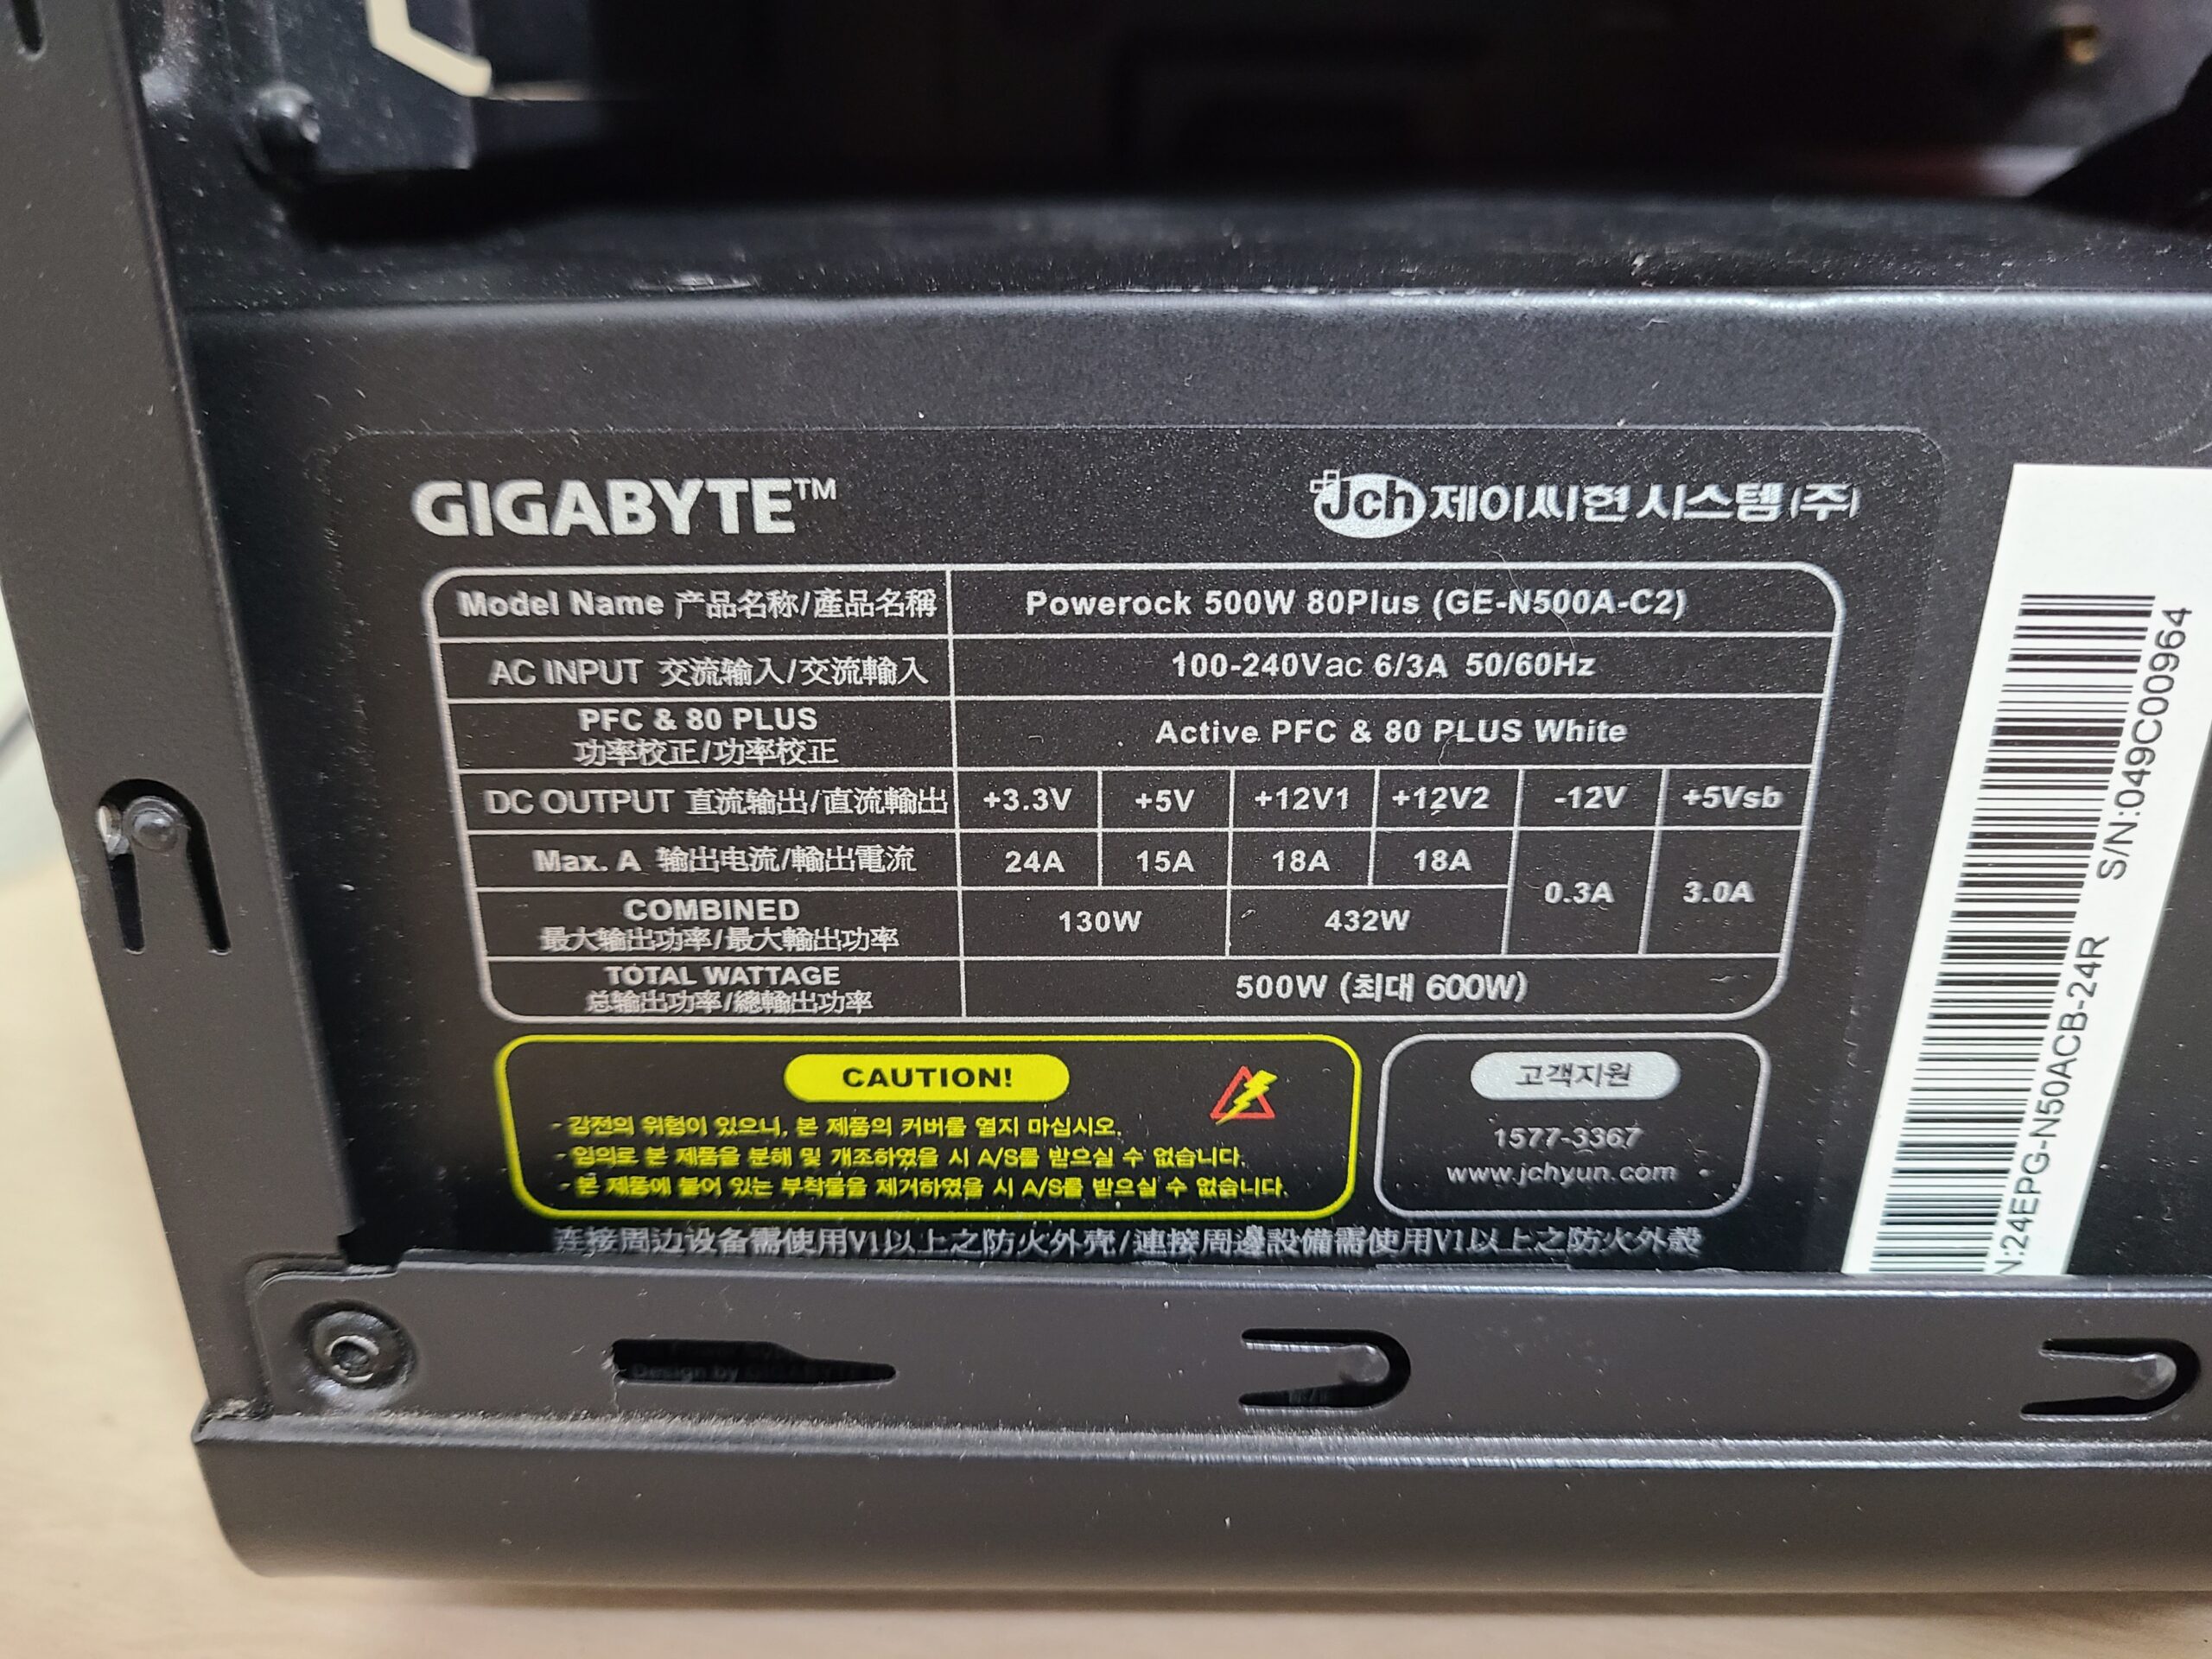 GIGABYTE™
jch 제이씨현시스템(주)
Model Name 产品名称/產品名稱 Powerock 500W 80Plus (GE-N500A-C2)
AC INPUT 交流输入/交流輸入 100-240Vac 6/3A 50/60Hz
PFC & 80 PLUS
功率校正/功率校正
Active PFC & 80 PLUS White
DC OUTPUT 直流输出/直流輸出 +3.3V +5V +12V1 +12V2 -12V +5Vsb
Max. A 输出电流/輸出電流 24A 15A 18A 18A 0.3A 3.0A
COMBINED
最大输出功率/最大輸出功率
130W 432W
TOTAL WATTAGE
总输出功率/總輸出功率
500W (최대 600W)
CAUTION!
- 감전의 위험이 있으니, 본 제품의 커버를 열지 마십시오.
- 임의로 본 제품을 분해 및 개조하였을 시 A/S를 받으실 수 없습니다.
- 본 제품에 붙어 있는 부착물을 제거하였을 시 A/S를 받으실 수 없습니다.
고객지원
1577-3367
www.jchyun.com
连接周边设备需使用V1以上之防火外壳/連接周邊設備需使用V1以上之防火外殼
S/N:049C00964
N:24EPG-N50ACB-24R
Design by